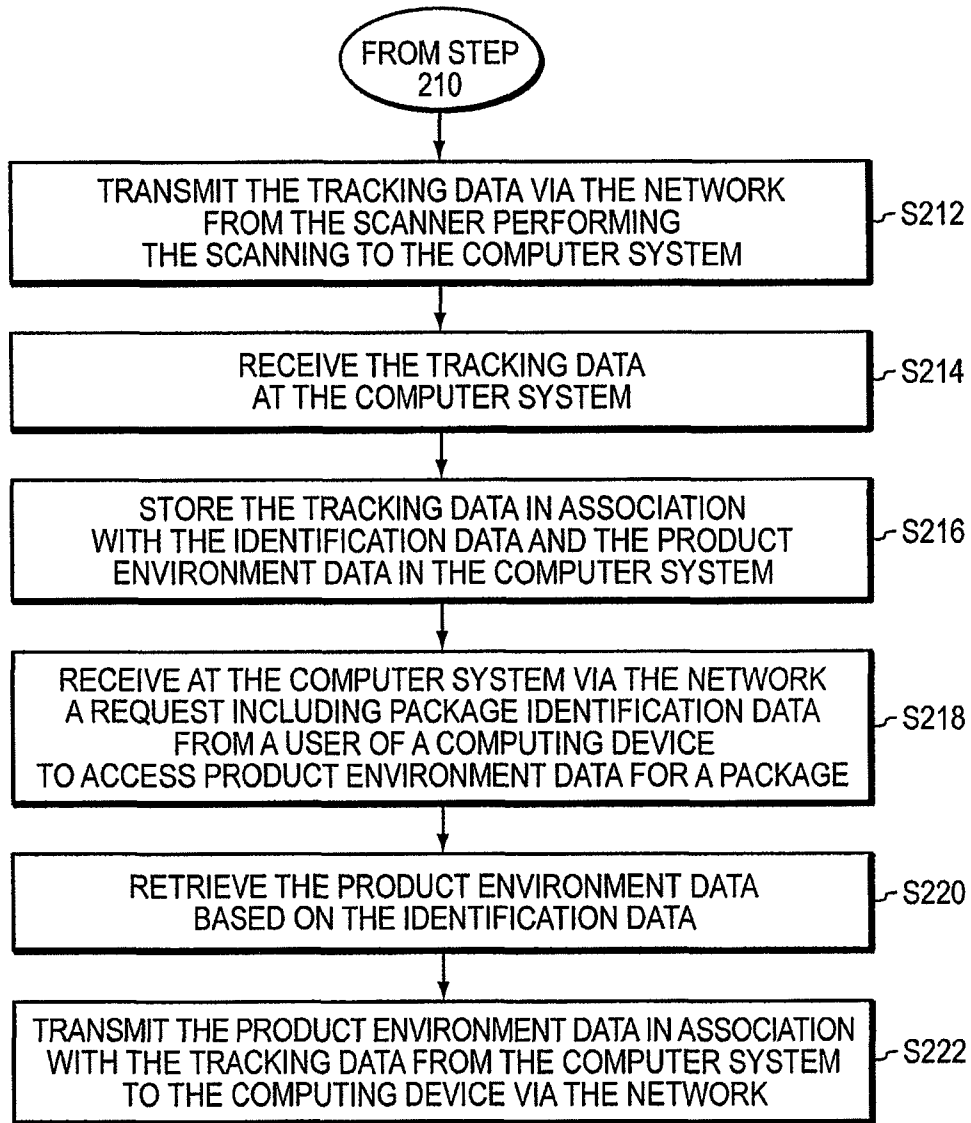 FROM STEP
210
TRANSMIT THE TRACKING DATA VIA THE NETWORK
FROM THE SCANNER PERFORMING
THE SCANNING TO THE COMPUTER SYSTEM
S212
RECEIVE THE TRACKING DATA
AT THE COMPUTER SYSTEM
S214
STORE THE TRACKING DATA IN ASSOCIATION
WITH THE IDENTIFICATION DATA AND THE PRODUCT
ENVIRONMENT DATA IN THE COMPUTER SYSTEM
S216
RECEIVE AT THE COMPUTER SYSTEM VIA THE NETWORK
A REQUEST INCLUDING PACKAGE IDENTIFICATION DATA
FROM A USER OF A COMPUTING DEVICE
TO ACCESS PRODUCT ENVIRONMENT DATA FOR A PACKAGE
S218
RETRIEVE THE PRODUCT ENVIRONMENT DATA
BASED ON THE IDENTIFICATION DATA
S220
TRANSMIT THE PRODUCT ENVIRONMENT DATA IN ASSOCIATION
WITH THE TRACKING DATA FROM THE COMPUTER SYSTEM
TO THE COMPUTING DEVICE VIA THE NETWORK
S222